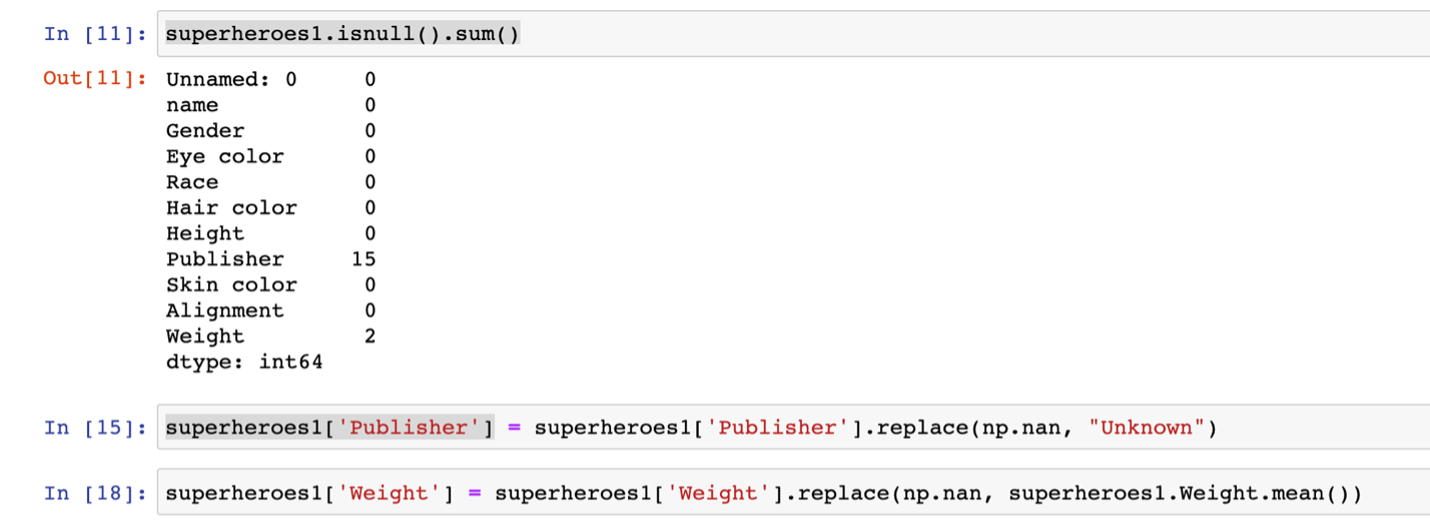 In [11]: superheroes1.isnull().sum()
Out[11]: Unnamed: 0 0
name 0
Gender 0
Eye color 0
Race 0
Hair color 0
Height 0
Publisher 15
Skin color 0
Alignment 0
Weight 2
dtype: int64
In [15]: superheroes1['Publisher'] = superheroes1['Publisher'].replace(np.nan, "Unknown")
In [18]: superheroes1['Weight'] = superheroes1['Weight'].replace(np.nan, superheroes1.Weight.mean())